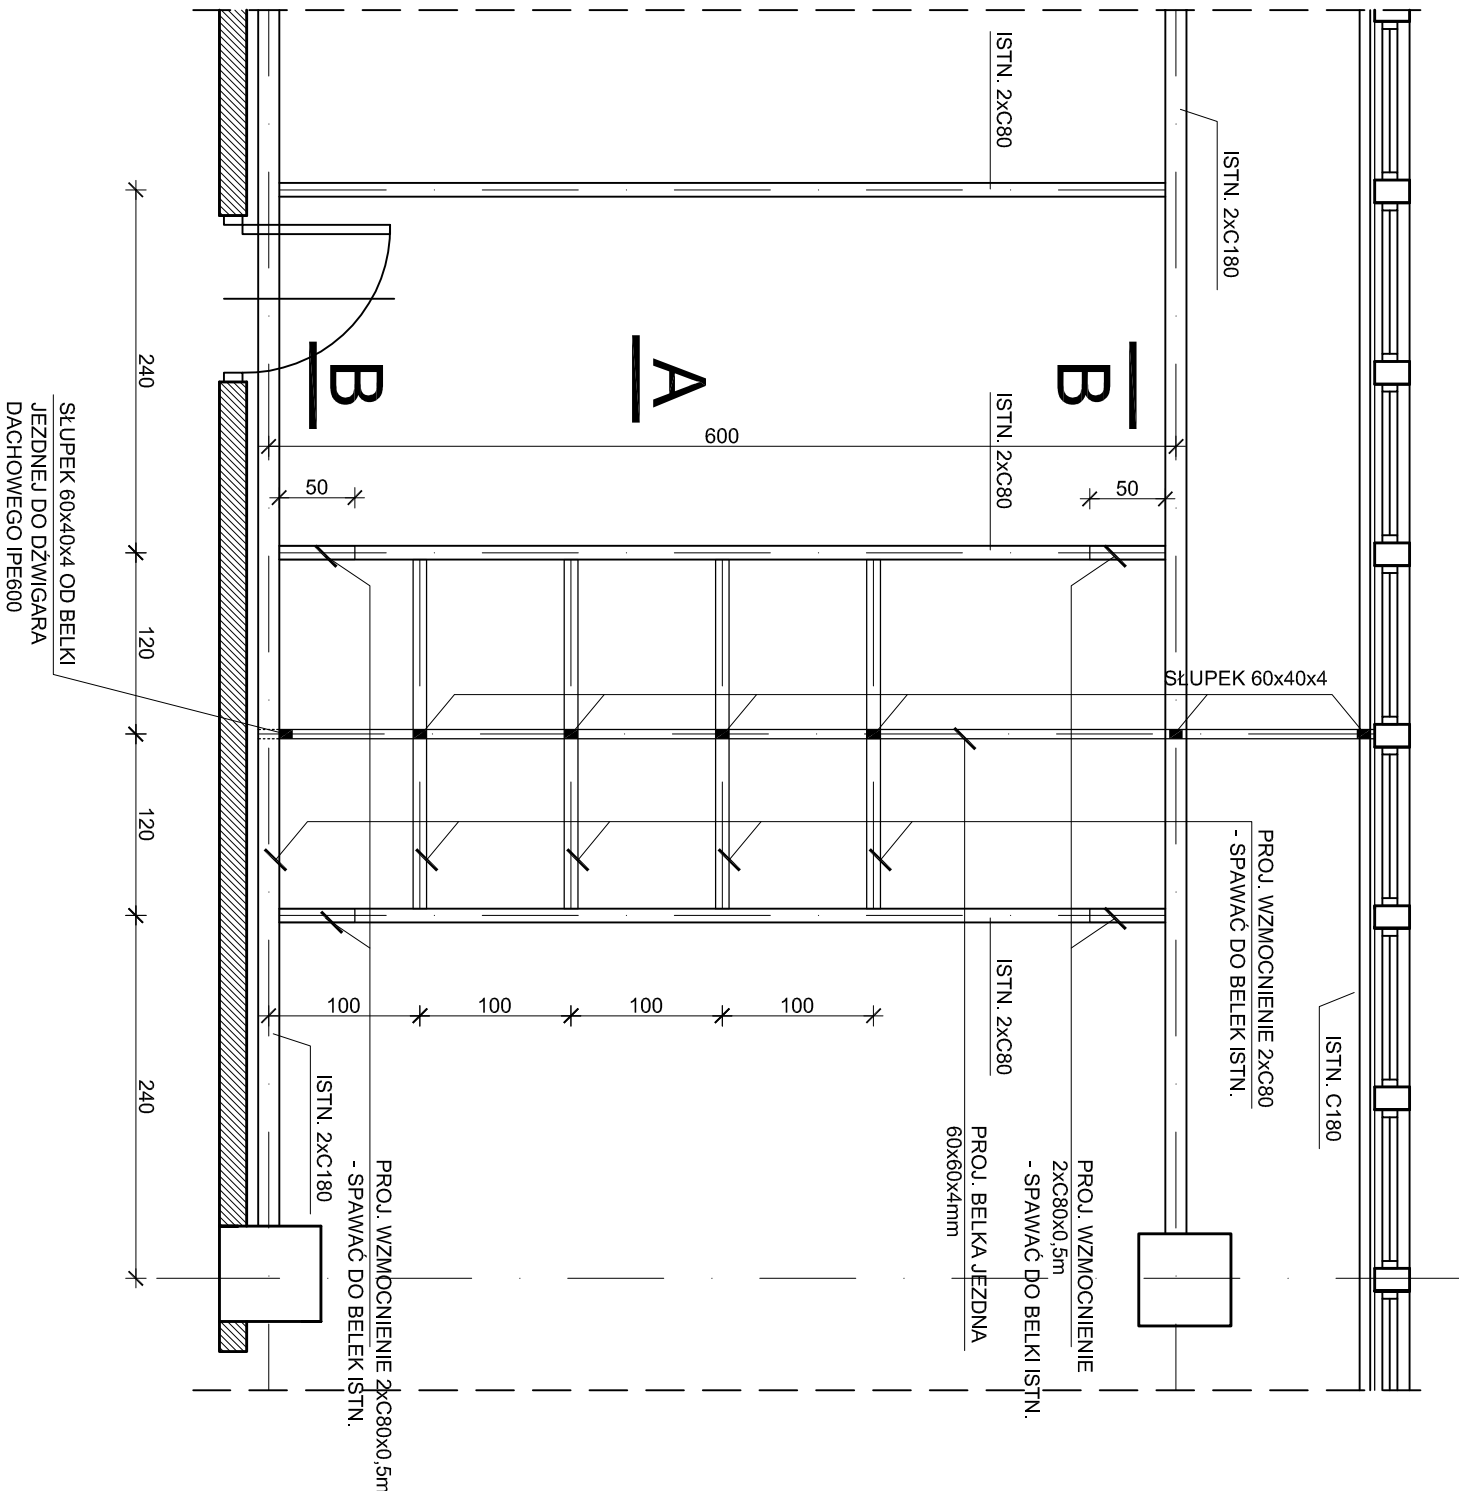 ISTN. 2xC80
ISTN. 2xC180
240
B
A
B
ISTN. 2xC80
600
50
50
SŁUPEK 60x40x4 OD BELKI
JEZDNEJ DO DŹWIGARA
DACHOWEGO IPE600
120
SŁUPEK 60x40x4
120
PROJ. WZMOCNIENIE 2xC80
- SPAWAĆ DO BELEK ISTN.
100
100
100
100
ISTN. 2xC80
ISTN. C180
240
ISTN. 2xC180
PROJ. WZMOCNIENIE 2xC80x0,5m
- SPAWAĆ DO BELEK ISTN.
PROJ. BELKA JEZDNA
60x60x4mm
PROJ. WZMOCNIENIE
2xC80x0,5m
- SPAWAĆ DO BELKI ISTN.